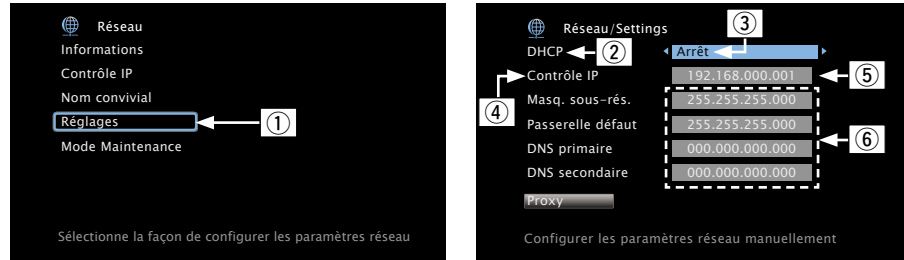 Réseau
Informations
Contrôle IP
Nom convivial
Réglages
①
Mode Maintenance
Sélectionne la façon de configurer les paramètres réseau
Réseau/Settings
③
DHCP
②
Arrêt
④
Contrôle IP
192.168.000.001
⑤
Masq. sous-rés.
255.255.255.000
Passerelle défaut
255.255.255.000
⑥
DNS primaire
000.000.000.000
DNS secondaire
000.000.000.000
Proxy
Configurer les paramètres réseau manuellement